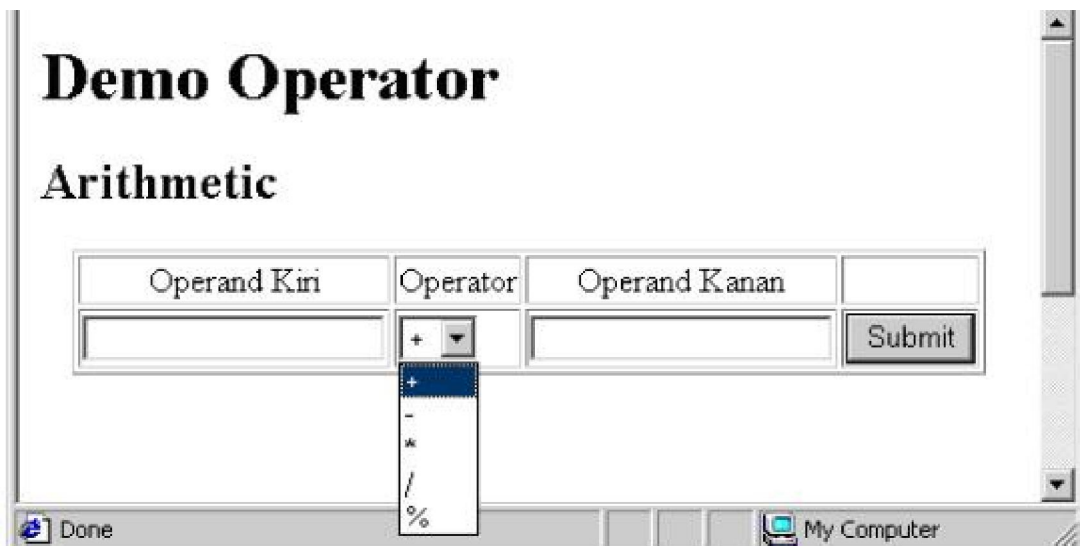 Demo Operator
Arithmetic
Operand Kiri Operator Operand Kanan
+ Submit
+
-
*
/
%
Done My Computer